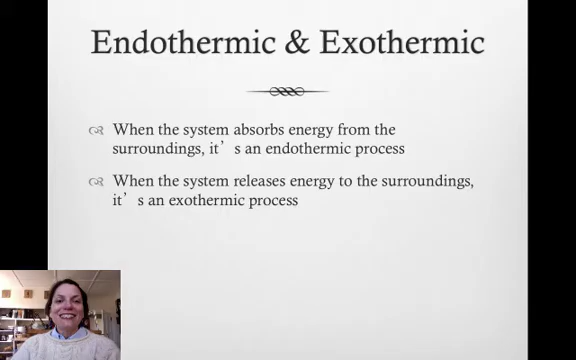 Endothermic & Exothermic
When the system absorbs energy from the
surroundings, it’ s an endothermic process
When the system releases energy to the surroundings,
it’ s an exothermic process